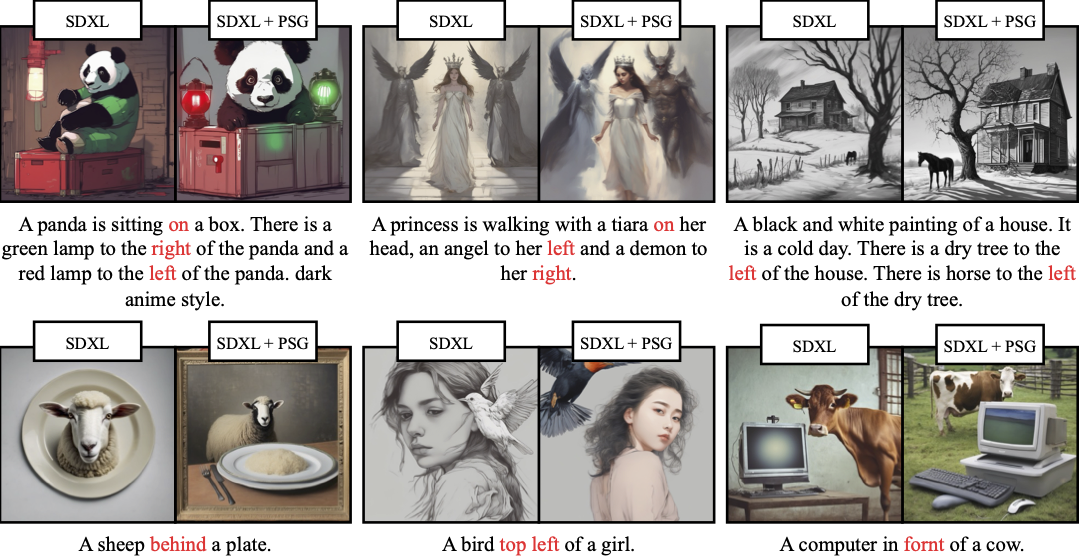 SDXL
SDXL + PSG
SDXL
SDXL + PSG
SDXL
SDXL + PSG
A panda is sitting on a box. There is a
green lamp to the right of the panda and a
red lamp to the left of the panda. dark
anime style.
A princess is walking with a tiara on her
head, an angel to her left and a demon to
her right.
A black and white painting of a house. It
is a cold day. There is a dry tree to the
left of the house. There is horse to the left
of the dry tree.
SDXL
SDXL + PSG
SDXL
SDXL + PSG
SDXL
SDXL + PSG
A sheep behind a plate.
A bird top left of a girl.
A computer in fornt of a cow.